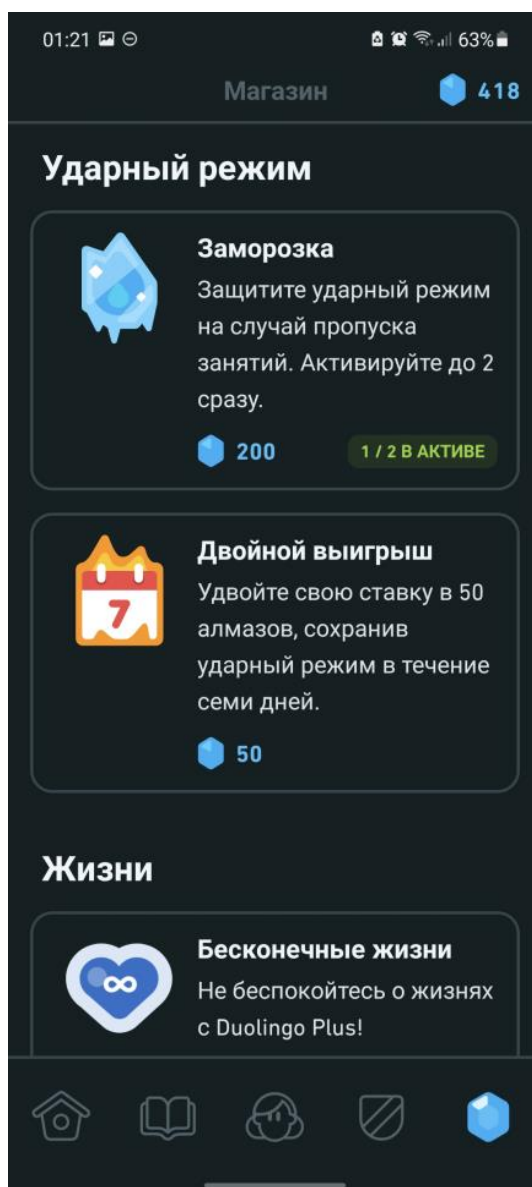 01:21 63%
Магазин 418
Ударный режим
Заморозка
Защитите ударный режим
на случай пропуска
занятий. Активируйте до 2
сразу.
200 1 / 2 В АКТИВЕ
Двойной выигрыш
7
Удвойте свою ставку в 50
алмазов, сохранив
ударный режим в течение
семи дней.
50
Жизни
Бесконечные жизни
Не беспокойтесь о жизнях
с Duolingo Plus!